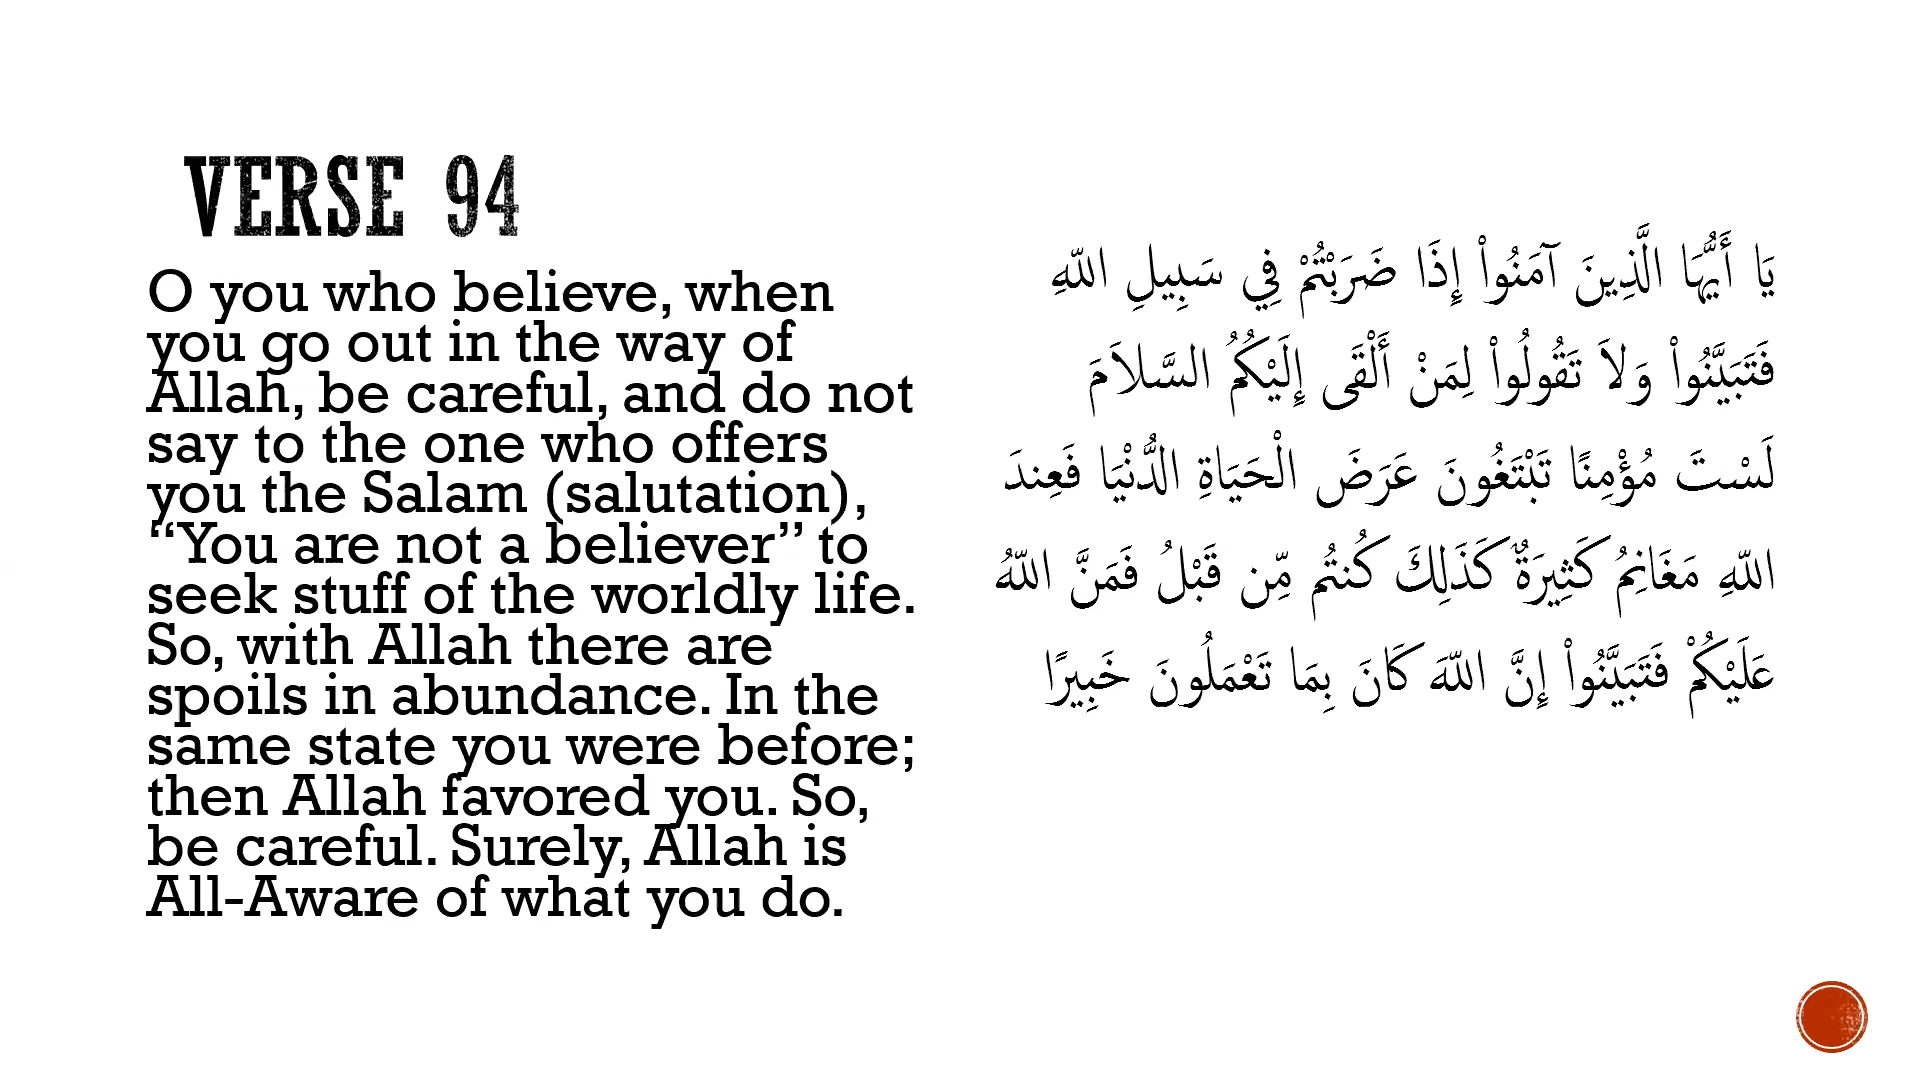 VERSE 94
O you who believe, when
you go out in the way of
Allah, be careful, and do not
say to the one who offers
you the Salam (salutation),
“You are not a believer” to
seek stuff of the worldly life.
So, with Allah there are
spoils in abundance. In the
same state you were before;
then Allah favored you. So,
be careful. Surely, Allah is
All-Aware of what you do.
يَا أَيُّهَا الَّذِينَ آمَنُواْ إِذَا ضَرَبْتُمْ فِي سَبِيلِ اللّهِ
فَتَبَيَّنُواْ وَلاَ تَقُولُواْ لِمَنْ أَلْقَى إِلَيْكُمُ السَّلاَمَ
لَسْتَ مُؤْمِنًا تَبْتَغُونَ عَرَضَ الْحَيَاةِ الدُّنْيَا فَعِندَ
اللّهِ مَغَانِمُ كَثِيرَةٌ كَذَلِكَ كُنتُم مِّن قَبْلُ فَمَنَّ اللّهُ
عَلَيْكُمْ فَتَبَيَّنُواْ إِنَّ اللّهَ كَانَ بِمَا تَعْمَلُونَ خَبِيرًا